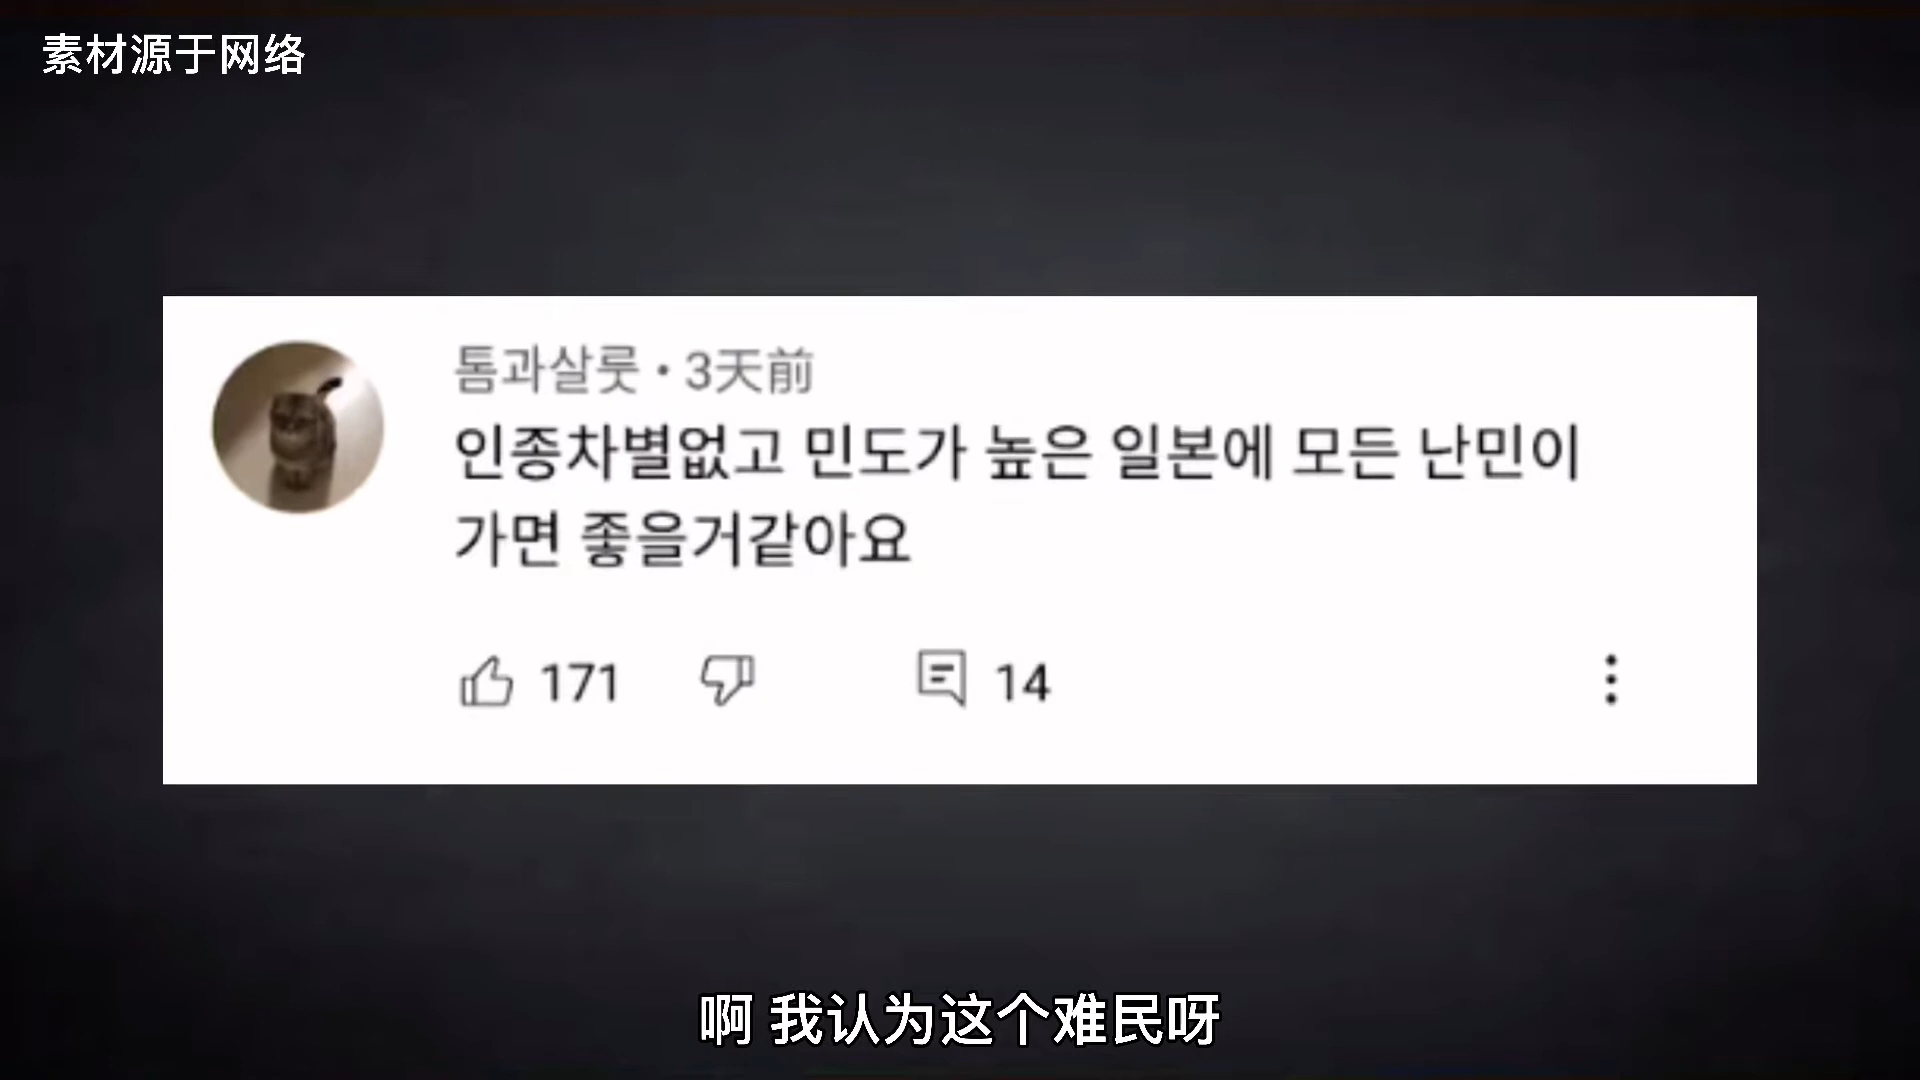 素材源于网络
톰과살룻 • 3天前
인종차별없고 민도가 높은 일본에 모든 난민이
가면 좋을거같아요
171 14
啊 我认为这个难民呀